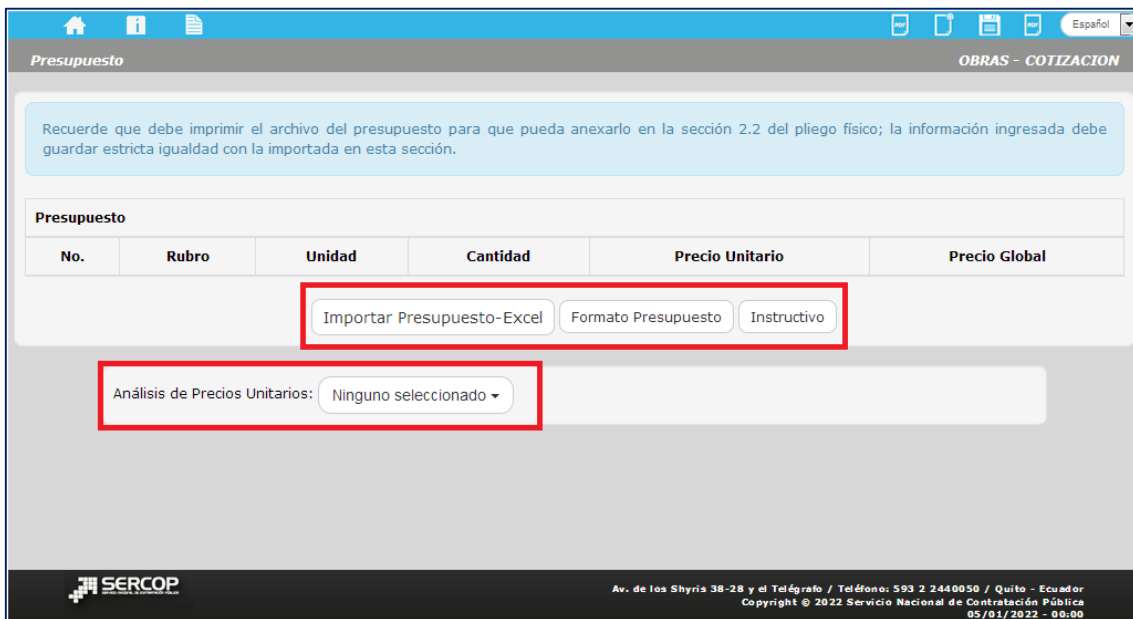 Español
Presupuesto
OBRAS - COTIZACION
Recuerde que debe imprimir el archivo del presupuesto para que pueda anexarlo en la sección 2.2 del pliego físico; la información ingresada debe
guardar estricta igualdad con la importada en esta sección.
Presupuesto
No. Rubro Unidad Cantidad Precio Unitario Precio Global
Importar Presupuesto-Excel Formato Presupuesto Instructivo
Análisis de Precios Unitarios: Ninguno seleccionado
SERCOP
Av. de los Shyris 38-28 y el Telégrafo / Teléfono: 593 2 2440050 / Quito - Ecuador
Copyright © 2022 Servicio Nacional de Contratación Pública
05/01/2022 - 00:00